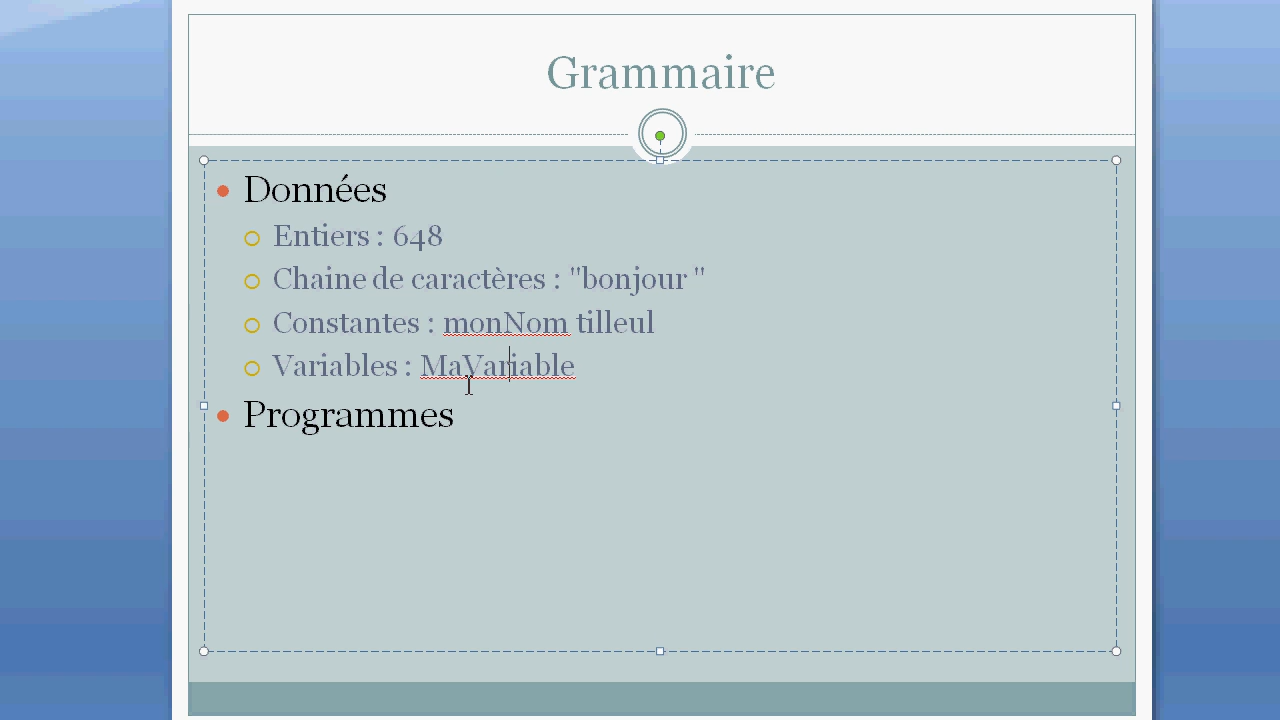 Grammaire
Données
Entiers : 648
Chaine de caractères : "bonjour "
Constantes : monNom tilleul
Variables : MaVariable
Programmes